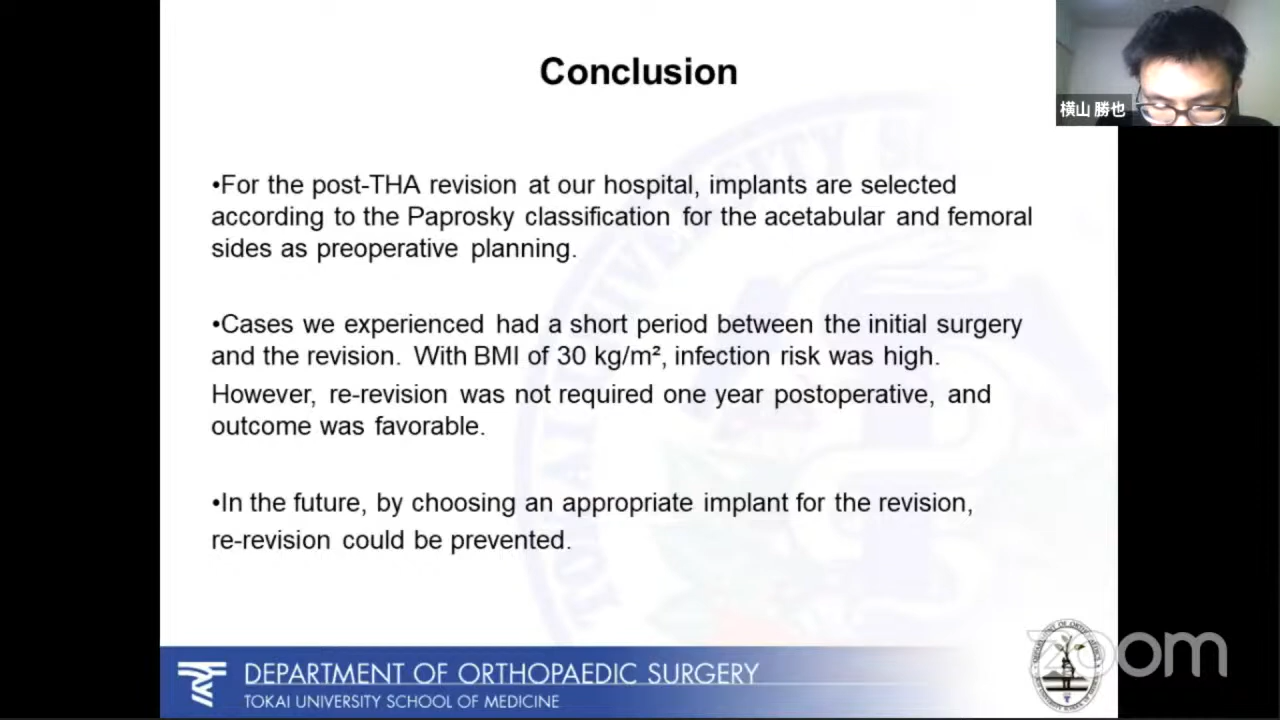 Conclusion
横山 勝也
•For the post-THA revision at our hospital, implants are selected
according to the Paprosky classification for the acetabular and femoral
sides as preoperative planning.
•Cases we experienced had a short period between the initial surgery
and the revision. With BMI of 30 kg/m², infection risk was high.
However, re-revision was not required one year postoperative, and
outcome was favorable.
•In the future, by choosing an appropriate implant for the revision,
re-revision could be prevented.
DEPARTMENT OF ORTHOPAEDIC SURGERY
TOKAI UNIVERSITY SCHOOL OF MEDICINE
zoom